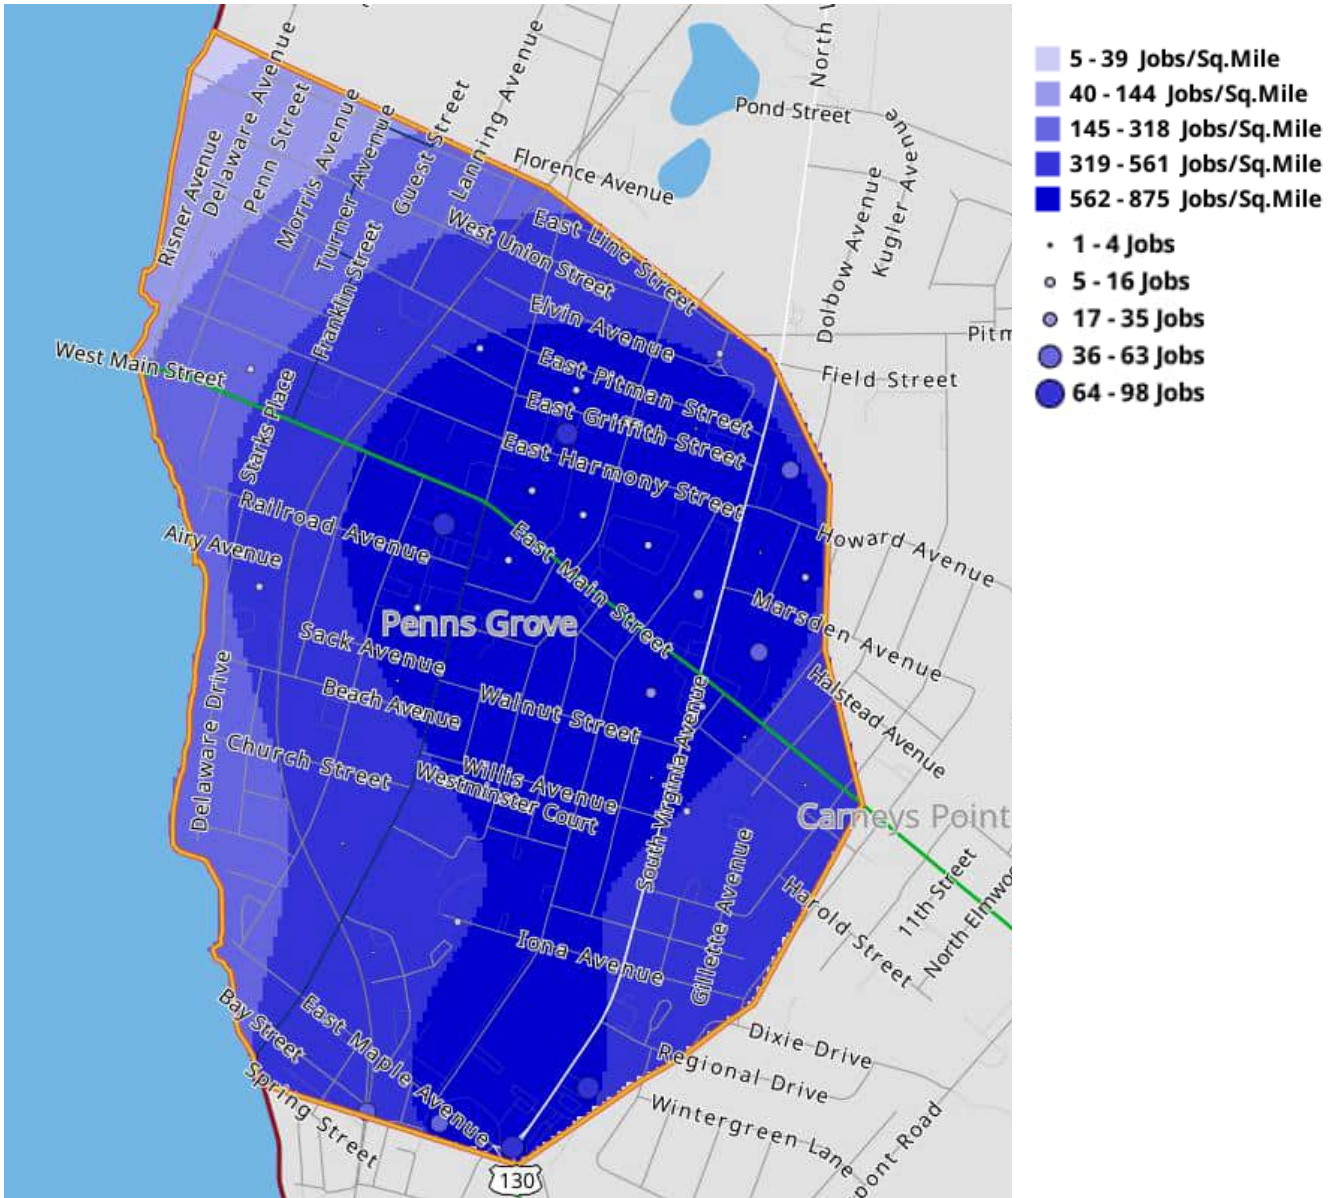 5 - 39 Jobs/Sq.Mile
40 - 144 Jobs/Sq.Mile
145 - 318 Jobs/Sq.Mile
319 - 561 Jobs/Sq.Mile
562 - 875 Jobs/Sq.Mile
1 - 4 Jobs
5 - 16 Jobs
17 - 35 Jobs
36 - 63 Jobs
64 - 98 Jobs
North
Pond Street
Kugler Avenue
Dolbow Avenue
Florence Avenue
Lanning Avenue
Guest Street
Turner Avenue
Morris Avenue
Penn Street
Delaware Avenue
Risner Avenue
Franklin Street
East Line Street
West Union Street
Elvin Avenue
Pitm
Field Street
West Main Street
Starks Place
East Pitman Street
East Griffith Street
East Harmony Street
Railroad Avenue
Airy Avenue
East Main Street
Howard Avenue
Marsden Avenue
Penns Grove
Sack Avenue
Beach Avenue
Walnut Street
Halstead Avenue
Delaware Drive
Church Street
Willis Avenue
Westminster Court
South Virginia Avenue
Carneys Point
Gillette Avenue
Harold Street
11th Street
North Elmwoo
Iona Avenue
Bay Street
East Maple Avenue
Spring Street
Dixie Drive
Regional Drive
Wintergreen Lane
pont Road
130